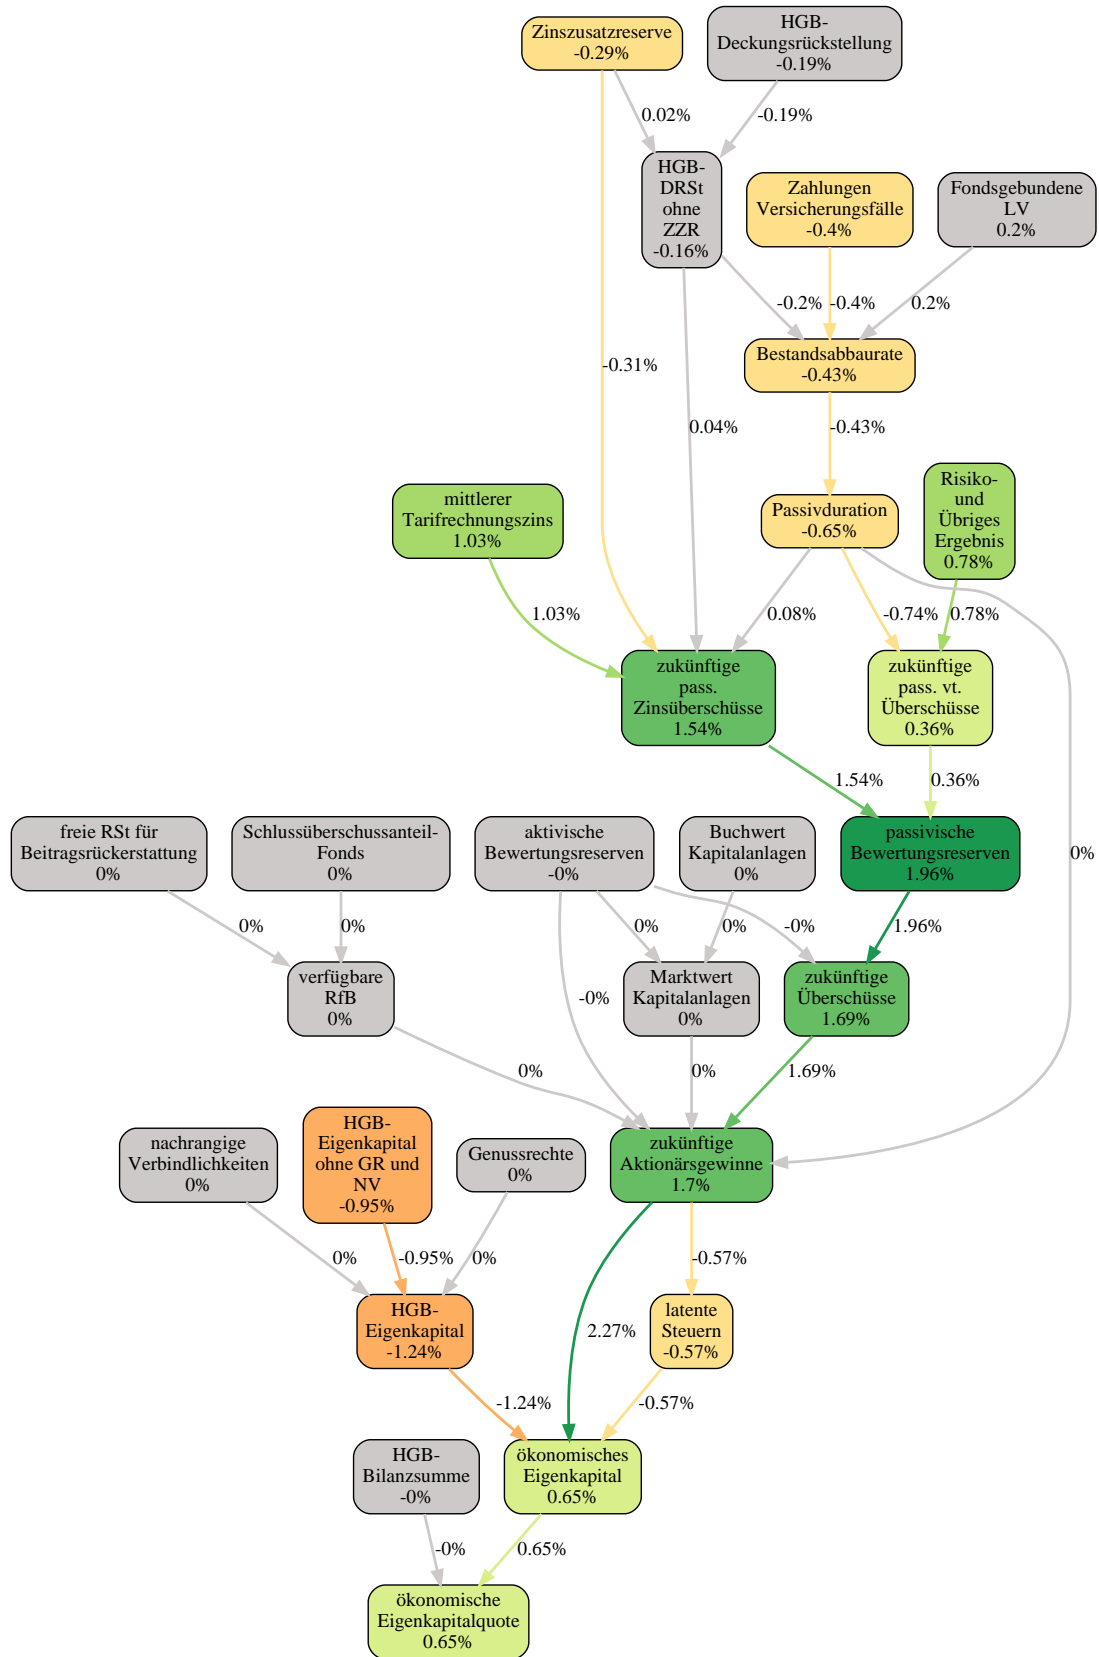 Zinszusatzreserve
-0.29%
HGB-
Deckungsrückstellung
-0.19%
0.02%
-0.19%
HGB-
DRSt
ohne
ZZR
-0.16%
Zahlungen
Versicherungsfälle
-0.4%
Fondsgebundene
LV
0.2%
-0.2%
-0.4%
0.2%
Bestandsabbaurate
-0.43%
-0.31%
0.04%
-0.43%
mittlerer
Tarifrechnungszins
1.03%
Passivduration
-0.65%
Risiko-
und
Übriges
Ergebnis
0.78%
1.03%
0.08%
-0.74%
0.78%
zukünftige
pass.
Zinsüberschüsse
1.54%
zukünftige
pass. vt.
Überschüsse
0.36%
1.54%
0.36%
freie RSt für
Beitragsrückerstattung
0%
Schlussüberschussanteil-
Fonds
0%
aktivische
Bewertungsreserven
-0%
Buchwert
Kapitalanlagen
0%
passivische
Bewertungsreserven
1.96%
0%
0%
0%
0%
0%
-0%
1.96%
verfügbare
RfB
0%
-0%
Marktwert
Kapitalanlagen
0%
zukünftige
Überschüsse
1.69%
0%
0%
1.69%
nachrangige
Verbindlichkeiten
0%
HGB-
Eigenkapital
ohne GR und
NV
-0.95%
Genussrechte
0%
zukünftige
Aktionärsgewinne
1.7%
0%
-0.95%
0%
-0.57%
HGB-
Eigenkapital
-1.24%
2.27%
latente
Steuern
-0.57%
-1.24%
-0.57%
HGB-
Bilanzsumme
-0%
ökonomisches
Eigenkapital
0.65%
-0%
0.65%
ökonomische
Eigenkapitalquote
0.65%